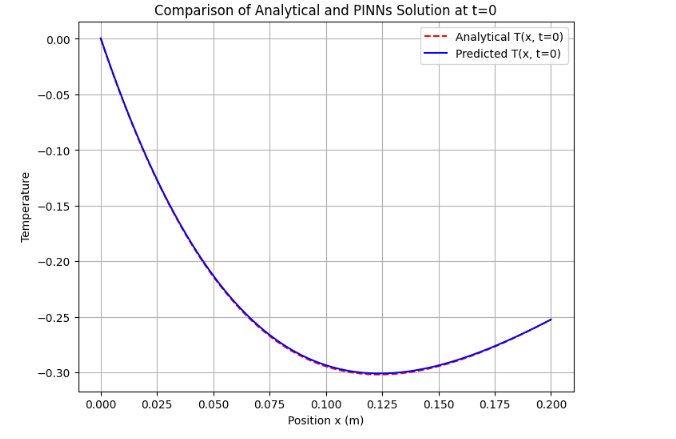 Comparison of Analytical and PINNs Solution at t=0
Analytical T(x, t=0)
Predicted T(x, t=0)
Temperature
0.00
−0.05
−0.10
−0.15
−0.20
−0.25
−0.30
0.000 0.025 0.050 0.075 0.100 0.125 0.150 0.175 0.200
Position x (m)